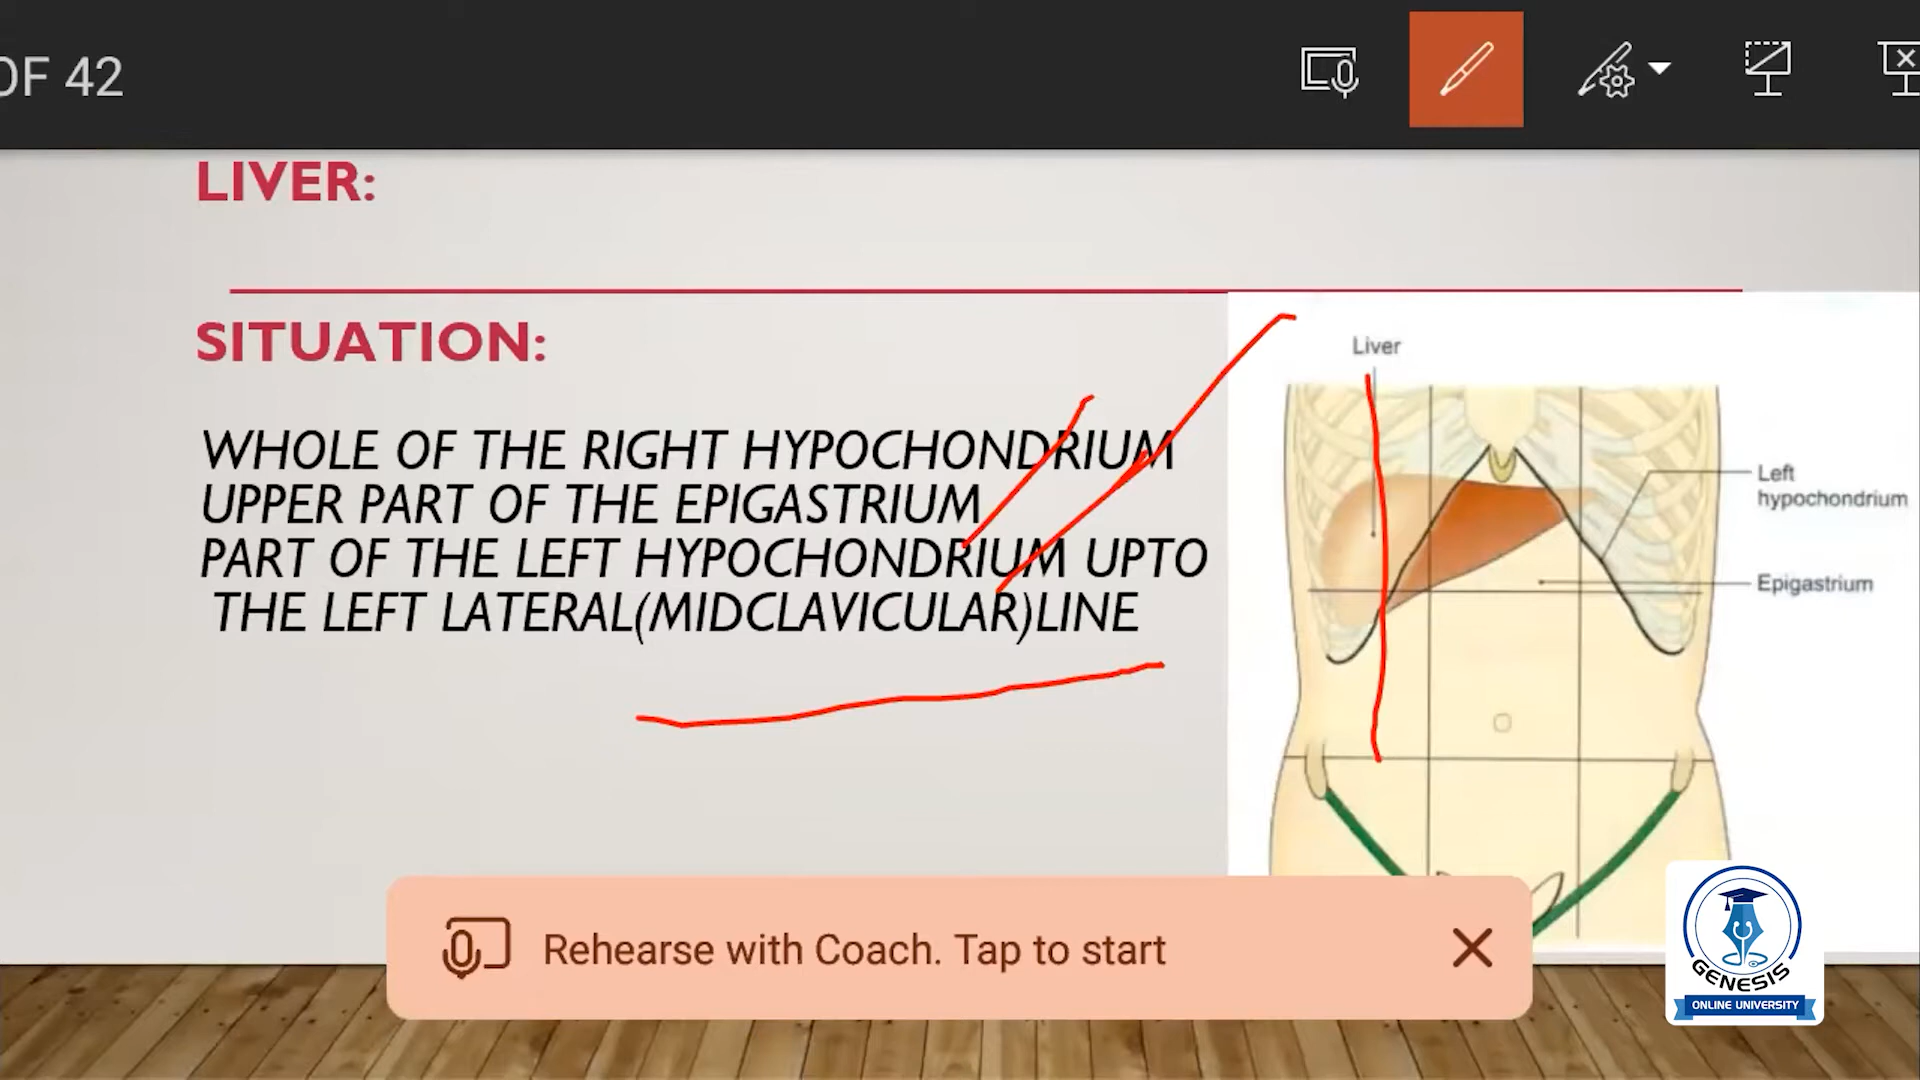 OF 42
LIVER:
SITUATION:
WHOLE OF THE RIGHT HYPOCHONDRIUM
UPPER PART OF THE EPIGASTRIUM
PART OF THE LEFT HYPOCHONDRIUM UPTO
THE LEFT LATERAL(MIDCLAVICULAR)LINE
Liver
Left
hypochondrium
Epigastrium
Rehearse with Coach. Tap to start
GENESIS
ONLINE UNIVERSITY